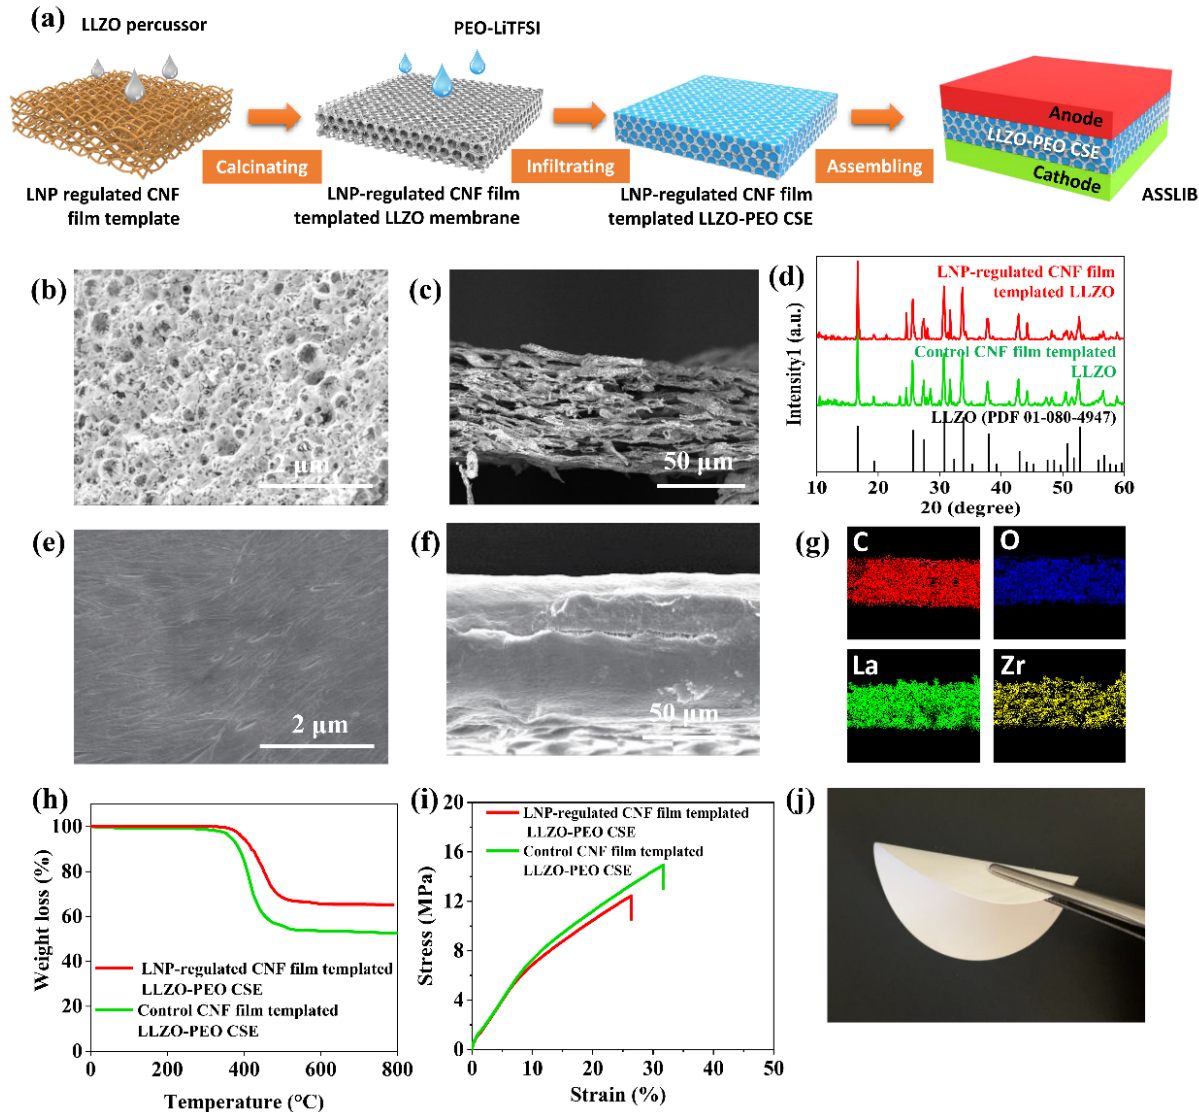 (a)
LLZO percussor
PEO-LiTFSI
Calcinating
Infiltrating
Assembling
Anode
LLZO-PEO CSE
Cathode
LNP regulated CNF
film template
LNP-regulated CNF film
templated LLZO membrane
LNP-regulated CNF film
templated LLZO-PEO CSE
ASSLIB
(b)
2 μm
(c)
50 μm
(d)
LNP-regulated CNF film
templated LLZO
Control CNF film templated
LLZO
LLZO (PDF 01-080-4947)
Intensity1 (a.u.)
10 20 30 40 50 60
2θ (degree)
(e)
2 μm
(f)
50 μm
(g)
C
O
La
Zr
(h)
100
80
60
40
20
0
Weight loss (%)
LNP-regulated CNF film templated
LLZO-PEO CSE
Control CNF film templated
LLZO-PEO CSE
0 200 400 600 800
Temperature (°C)
(i)
20
16
12
8
4
0
Stress (MPa)
LNP-regulated CNF film templated
LLZO-PEO CSE
Control CNF film templated
LLZO-PEO CSE
0 10 20 30 40 50
Strain (%)
(j)